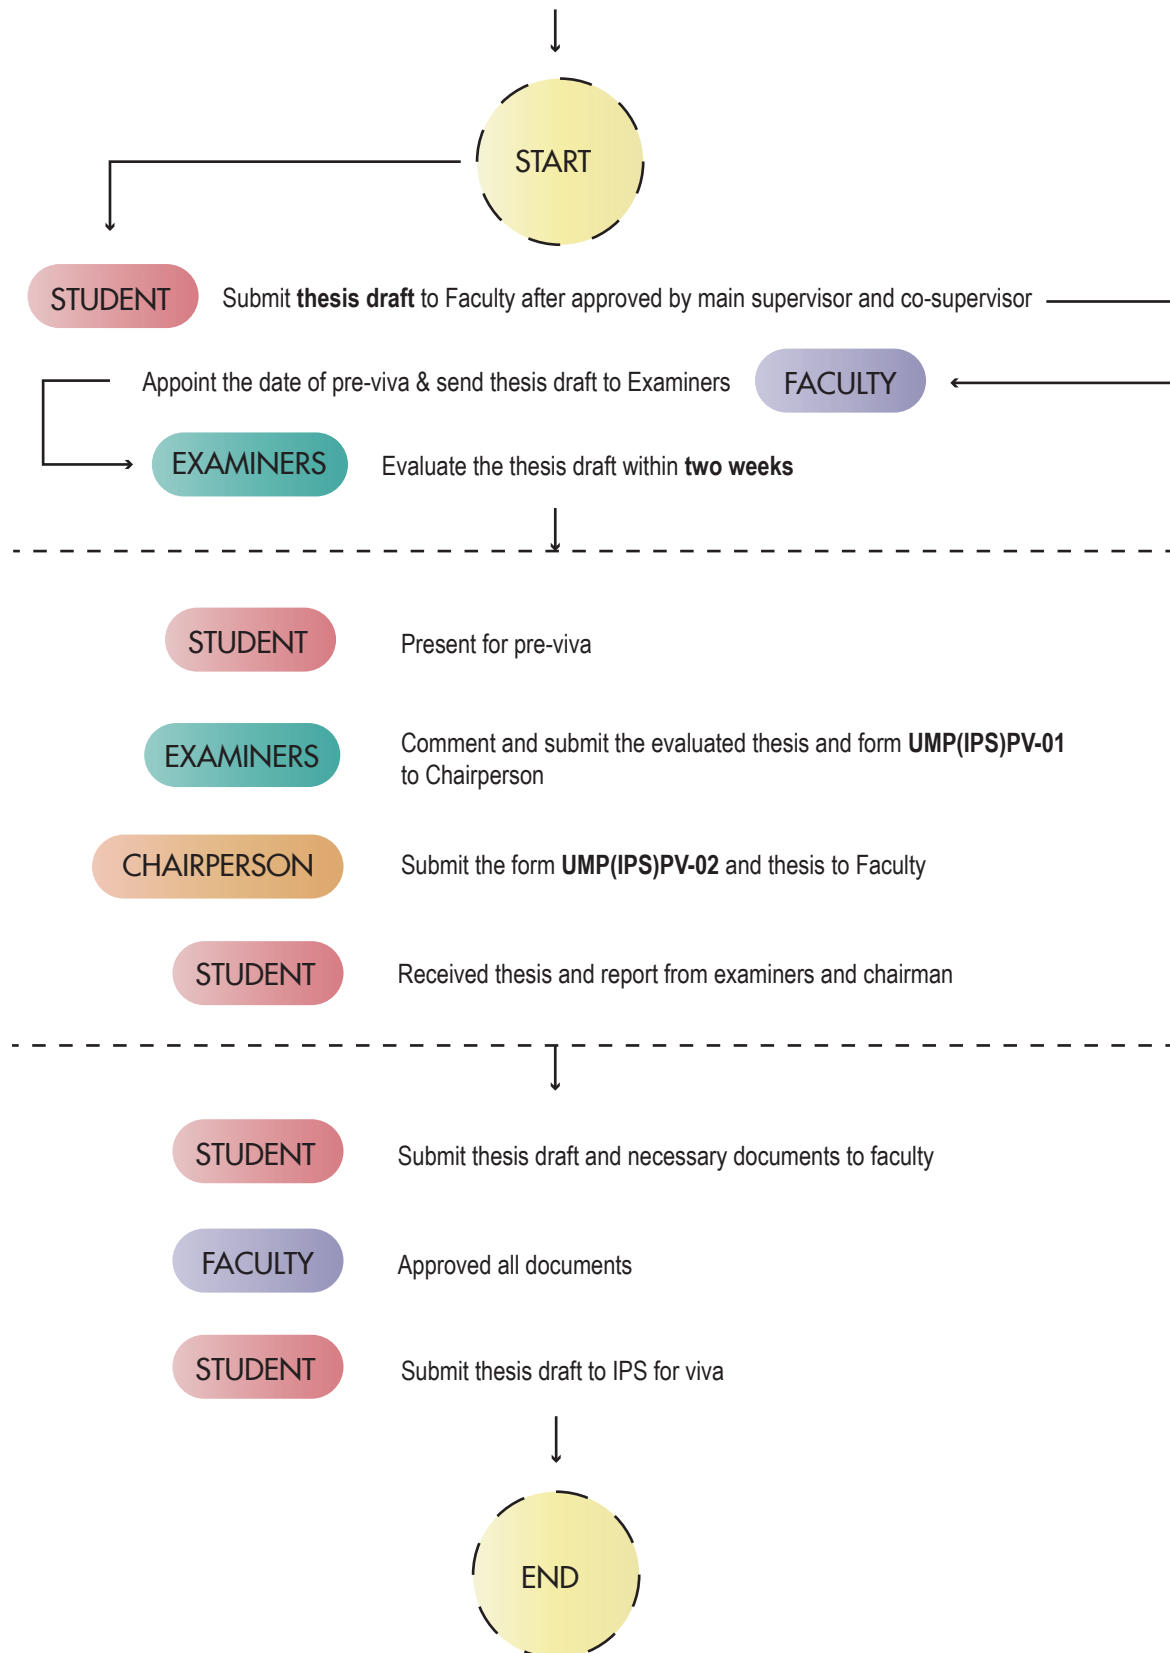 START
STUDENT Submit thesis draft to Faculty after approved by main supervisor and co-supervisor
Appoint the date of pre-viva & send thesis draft to Examiners FACULTY
EXAMINERS Evaluate the thesis draft within two weeks
STUDENT Present for pre-viva
EXAMINERS Comment and submit the evaluated thesis and form UMP(IPS)PV-01
to Chairperson
CHAIRPERSON Submit the form UMP(IPS)PV-02 and thesis to Faculty
STUDENT Received thesis and report from examiners and chairman
STUDENT Submit thesis draft and necessary documents to faculty
FACULTY Approved all documents
STUDENT Submit thesis draft to IPS for viva
END